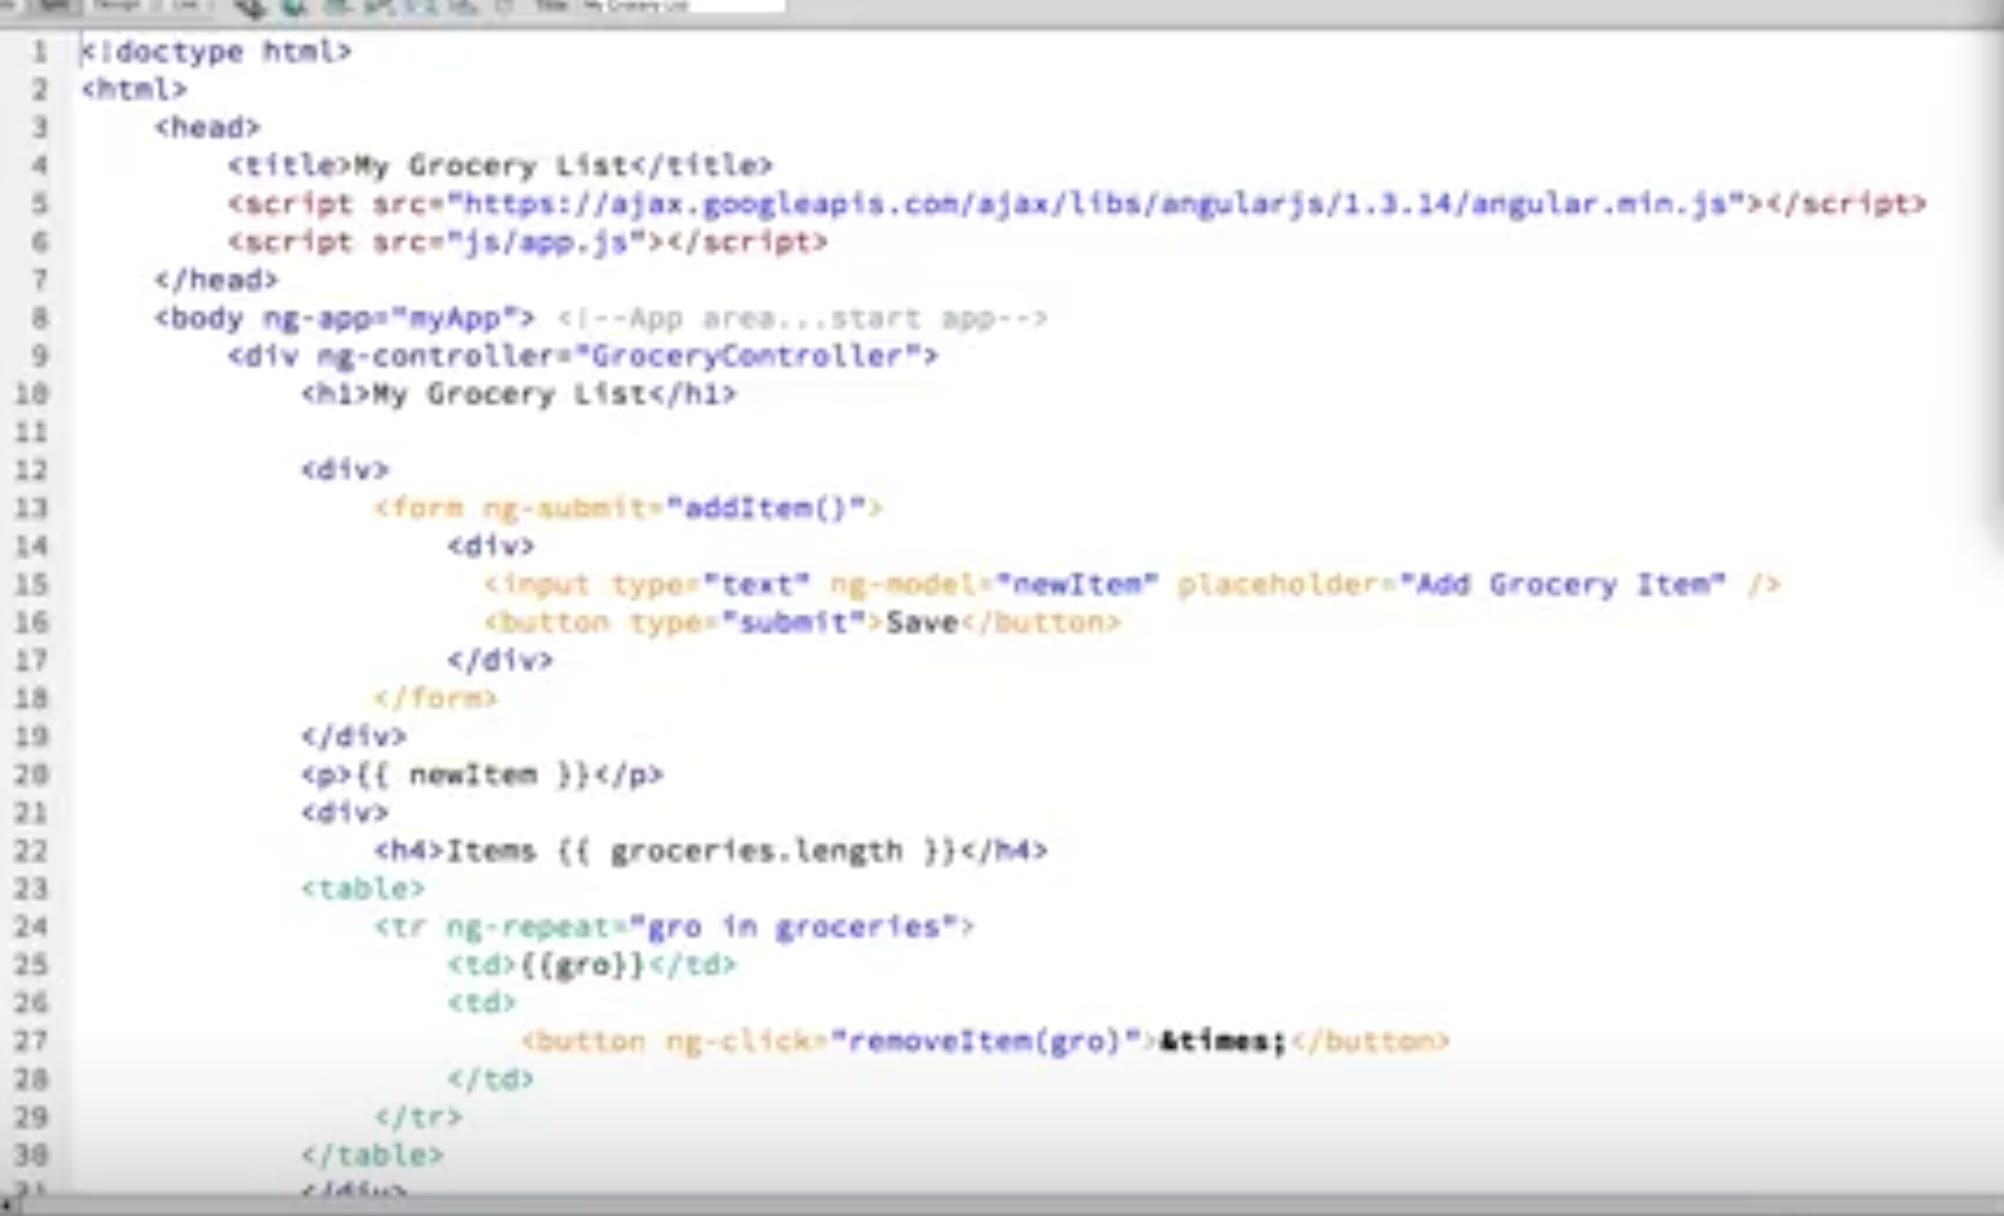 My Grocery List
1 <!doctype html>
2 <html>
3 <head>
4 <title>My Grocery List</title>
5 <script src="https://ajax.googleapis.com/ajax/libs/angularjs/1.3.14/angular.min.js"></script>
6 <script src="js/app.js"></script>
7 </head>
8 <body ng-app="myApp"> <!--App area...start app-->
9 <div ng-controller="GroceryController">
10 <h1>My Grocery List</h1>
11
12 <div>
13 <form ng-submit="addItem()">
14 <div>
15 <input type="text" ng-model="newItem" placeholder="Add Grocery Item" />
16 <button type="submit">Save</button>
17 </div>
18 </form>
19 </div>
20 <p>{{ newItem }}</p>
21 <div>
22 <h4>Items {{ groceries.length }}</h4>
23 <table>
24 <tr ng-repeat="gro in groceries">
25 <td>{{gro}}</td>
26 <td>
27 <button ng-click="removeItem(gro)">&times;</button>
28 </td>
29 </tr>
30 </table>
31 </div>